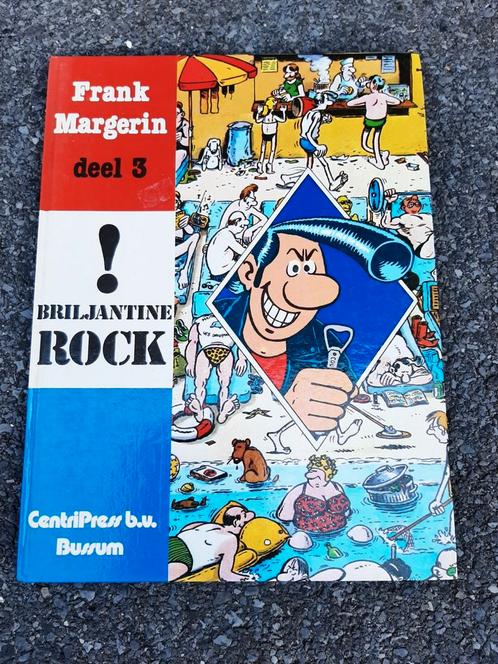 Frank
Margerin
deel 3
!
BRILJANTINE
ROCK
CentriPress b.v.
Bussum